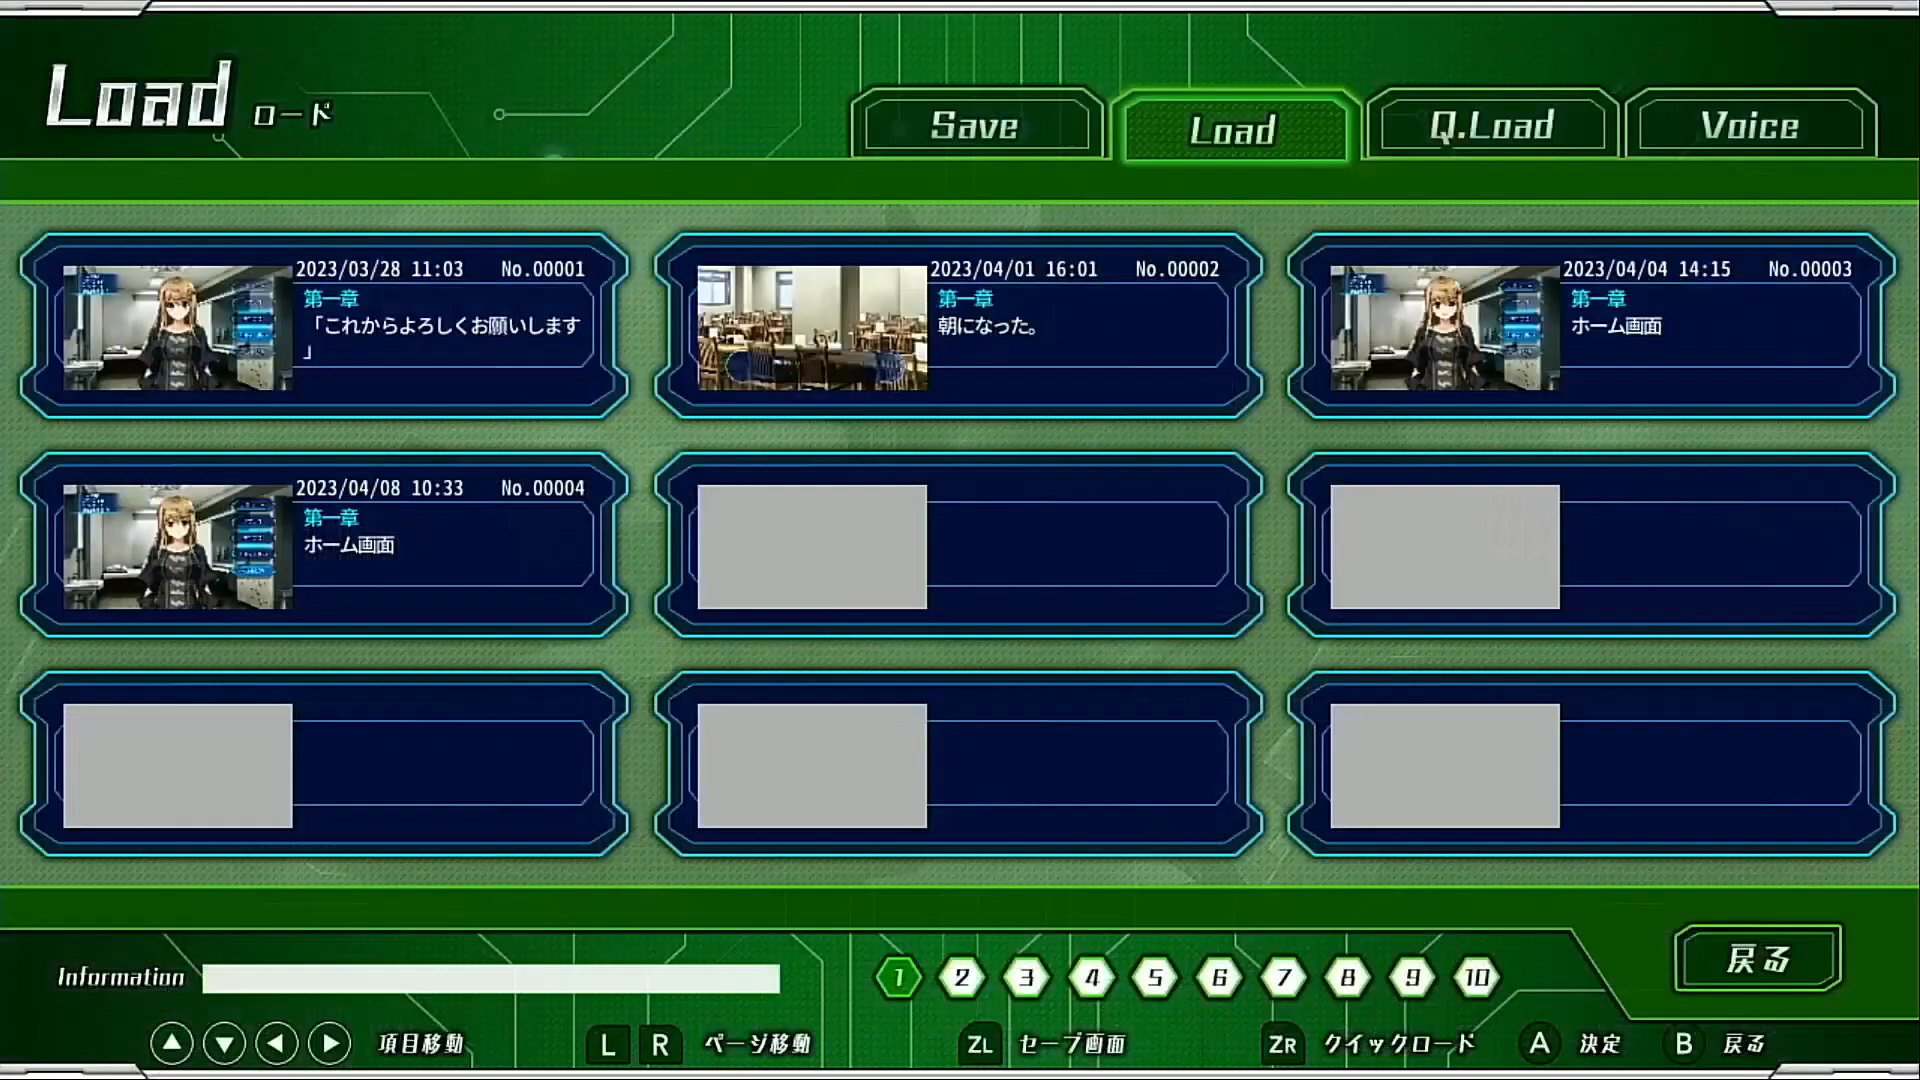 Load ロード
Save
Load
Q.Load
Voice
2023/03/28 11:03 No.00001
第一章
「これからよろしくお願いします
」
2023/04/01 16:01 No.00002
第一章
朝になった。
2023/04/04 14:15 No.00003
第一章
ホーム画面
2023/04/08 10:33 No.00004
第一章
ホーム画面
Information
1 2 3 4 5 6 7 8 9 10
戻る
項目移動
L R ページ移動
ZL セーブ画面
ZR クイックロード
A 決定
B 戻る